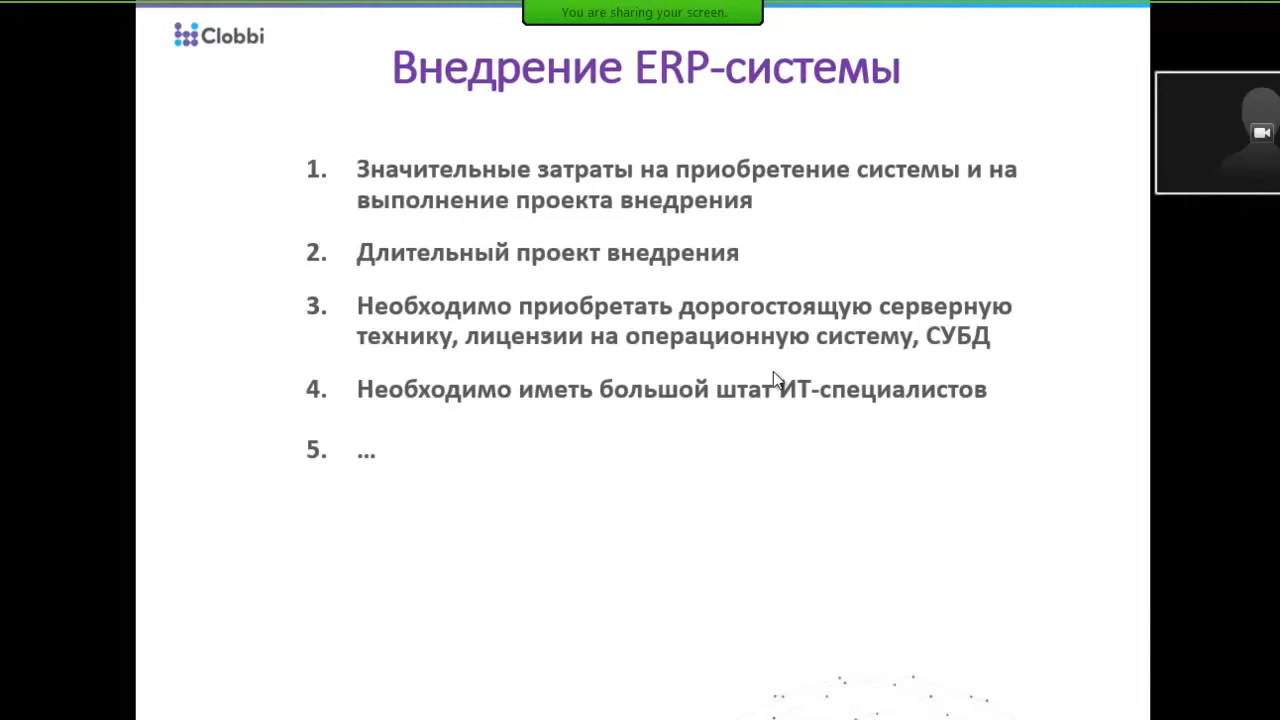 You are sharing your screen.
Clobbi
Внедрение ERP-системы
1. Значительные затраты на приобретение системы и на
выполнение проекта внедрения
2. Длительный проект внедрения
3. Необходимо приобретать дорогостоящую серверную
технику, лицензии на операционную систему, СУБД
4. Необходимо иметь большой штат ИТ-специалистов
5. ...